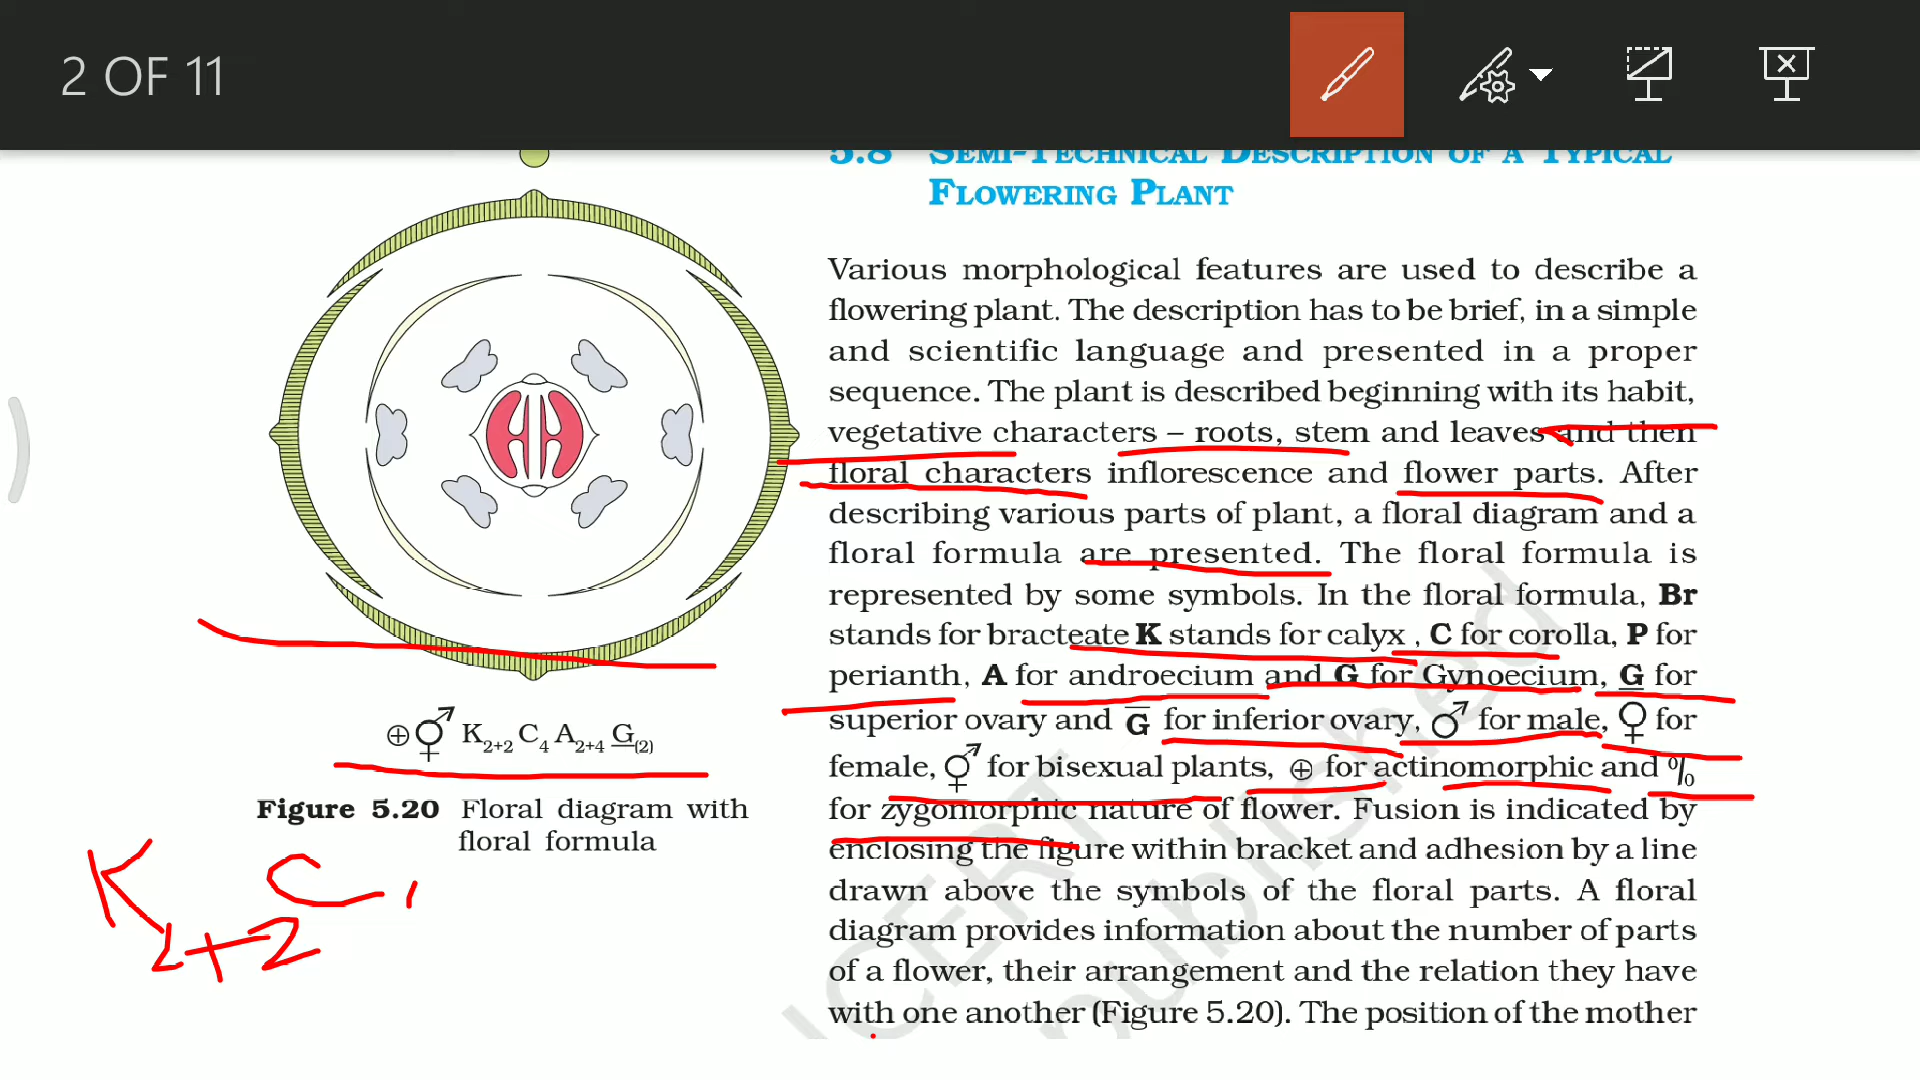 2 OF 11
5.8 SEMI-TECHNICAL DESCRIPTION OF A TYPICAL
FLOWERING PLANT
Various morphological features are used to describe a
flowering plant. The description has to be brief, in a simple
and scientific language and presented in a proper
sequence. The plant is described beginning with its habit,
vegetative characters – roots, stem and leaves and then
floral characters inflorescence and flower parts. After
describing various parts of plant, a floral diagram and a
floral formula are presented. The floral formula is
represented by some symbols. In the floral formula, Br
stands for bracteate K stands for calyx , C for corolla, P for
perianth, A for androecium and G for Gynoecium, G̲ for
superior ovary and G̅ for inferior ovary, ♂ for male, ♀ for
female, ⚥ for bisexual plants, ⊕ for actinomorphic and % for zygomorphic nature of flower. Fusion is indicated by
enclosing the figure within bracket and adhesion by a line
drawn above the symbols of the floral parts. A floral
diagram provides information about the number of parts
of a flower, their arrangement and the relation they have
with one another (Figure 5.20). The position of the mother
⊕ ⚥ K2+2 C4 A2+4 G̲(2)
Figure 5.20 Floral diagram with
floral formula
K2+2 C
NCERT
published